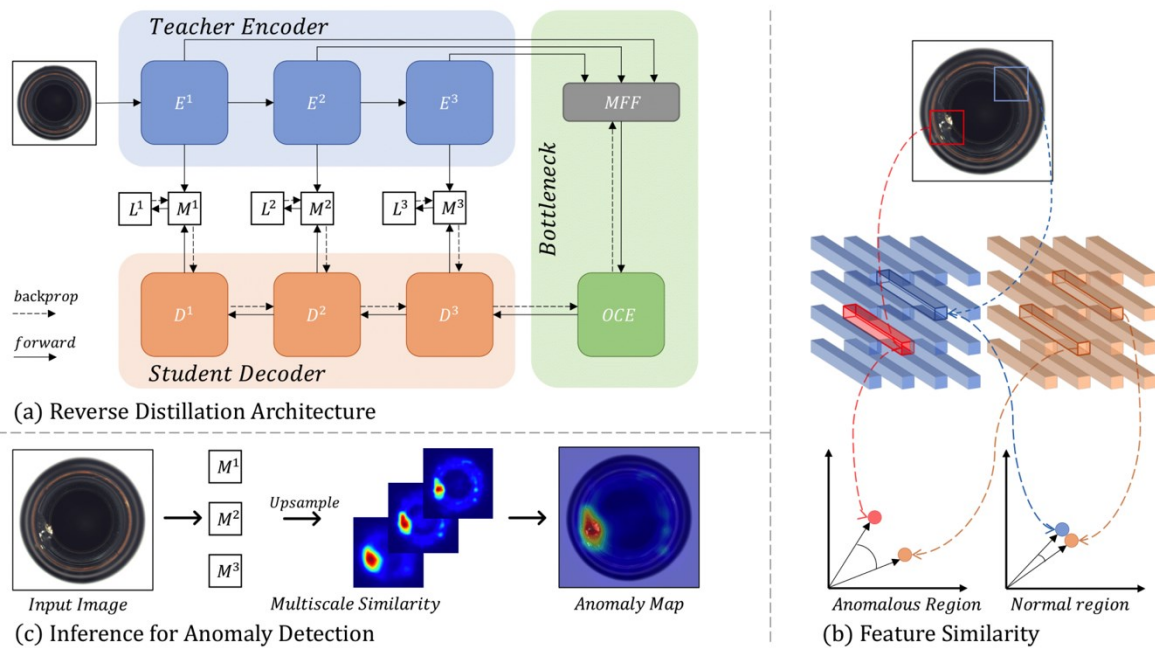 Teacher Encoder
E¹
E²
E³
MFF
L¹
M¹
L²
M²
L³
M³
Bottleneck
backprop
forward
D¹
D²
D³
OCE
Student Decoder
(a) Reverse Distillation Architecture
M¹
M²
M³
Upsample
Input Image
Multiscale Similarity
Anomaly Map
(c) Inference for Anomaly Detection
Anomalous Region
Normal region
(b) Feature Similarity